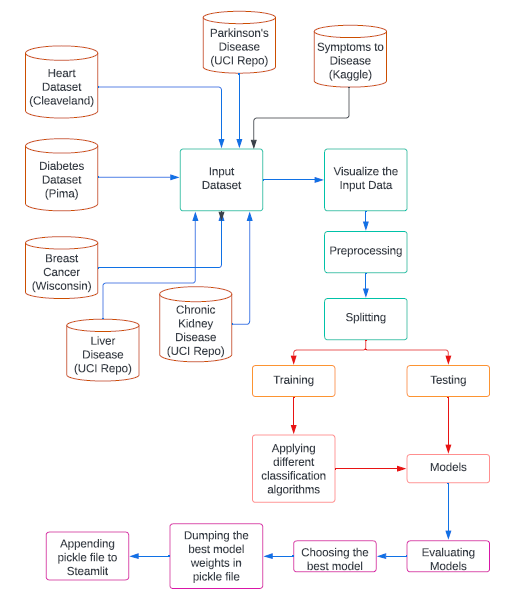 Parkinson's
Disease
(UCI Repo)
Symptoms to
Disease
(Kaggle)
Heart
Dataset
(Cleaveland)
Diabetes
Dataset
(Pima)
Input
Dataset
Visualize the
Input Data
Breast
Cancer
(Wisconsin)
Preprocessing
Chronic
Kidney
Disease
(UCI Repo)
Liver
Disease
(UCI Repo)
Splitting
Training
Testing
Applying
different
classification
algorithms
Models
Appending
pickle file to
Steamlit
Dumping the
best model
weights in
pickle file
Choosing the
best model
Evaluating
Models